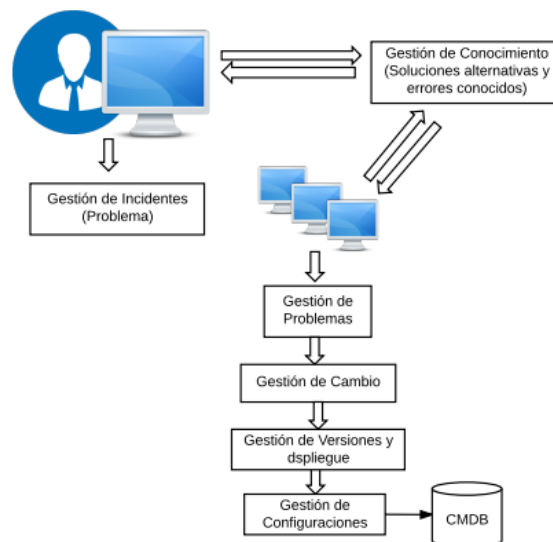 Gestión de Conocimiento
(Soluciones alternativas y
errores conocidos)
Gestión de Incidentes
(Problema)
Gestión de
Problemas
Gestión de Cambio
Gestión de Versiones y
dspliegue
Gestión de
Configuraciones
CMDB